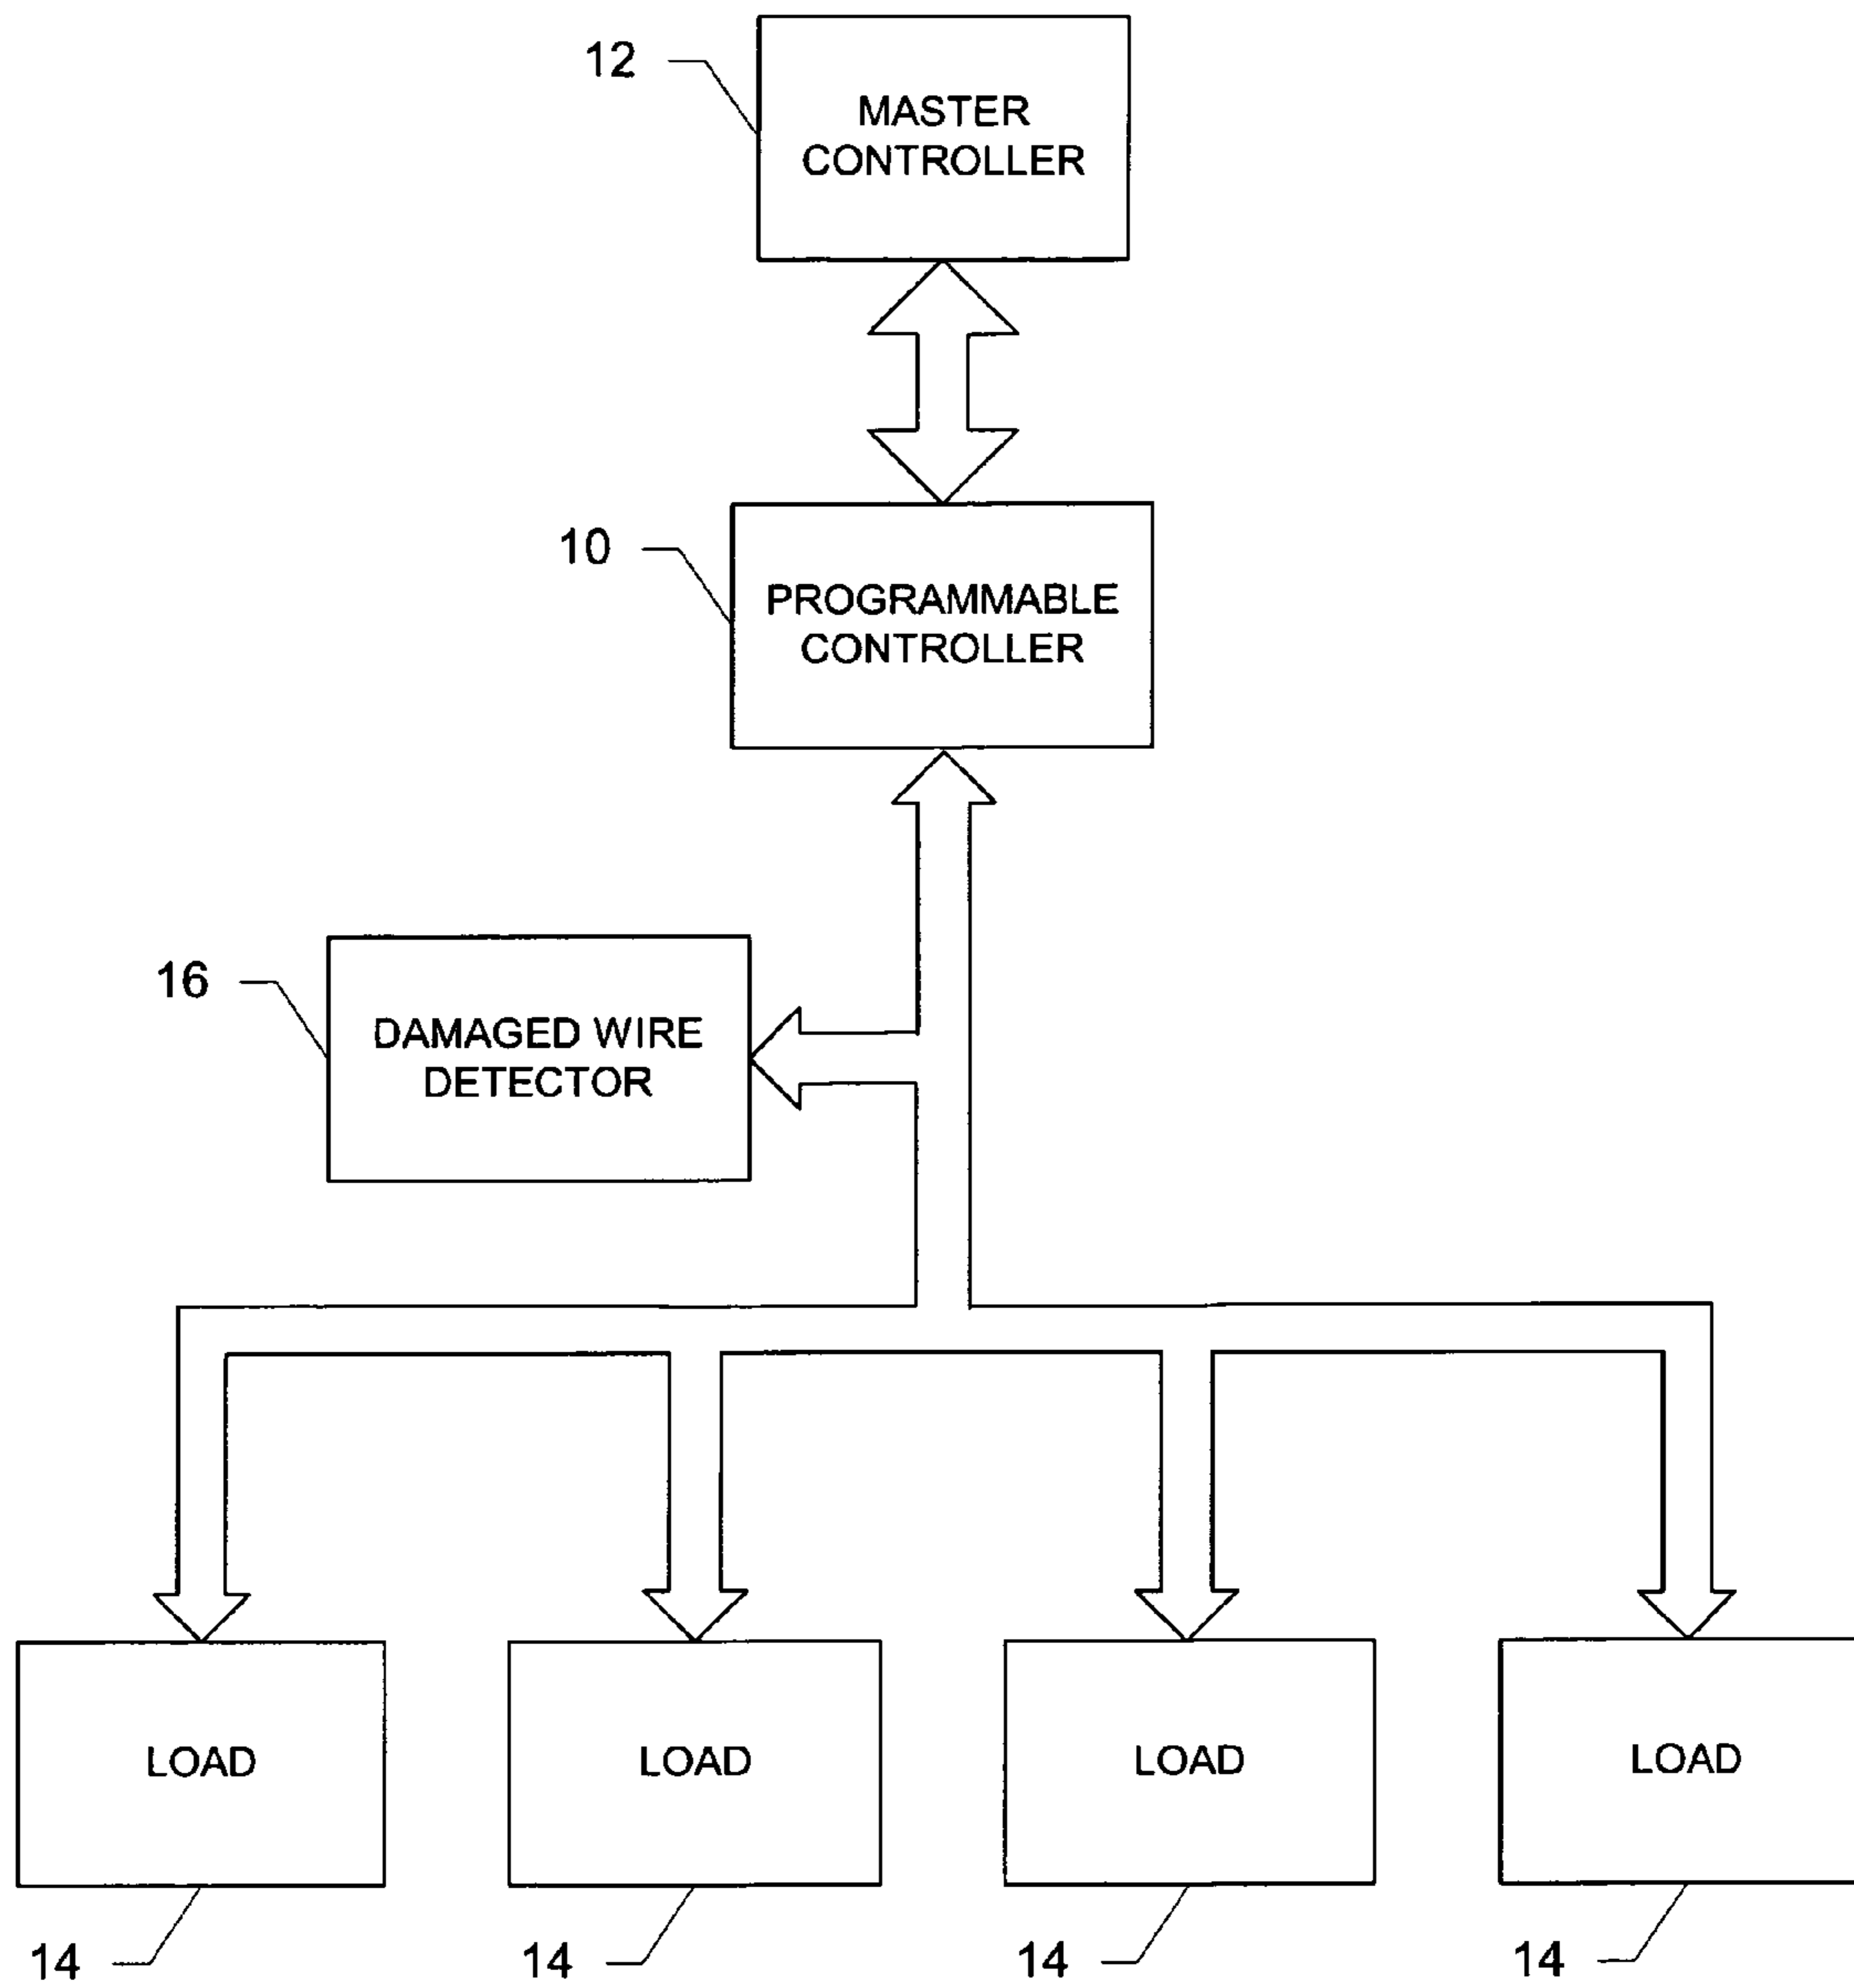 12
MASTER
CONTROLLER
10
PROGRAMMABLE
CONTROLLER
16
DAMAGED WIRE
DETECTOR
LOAD
LOAD
LOAD
LOAD
14
14
14
14